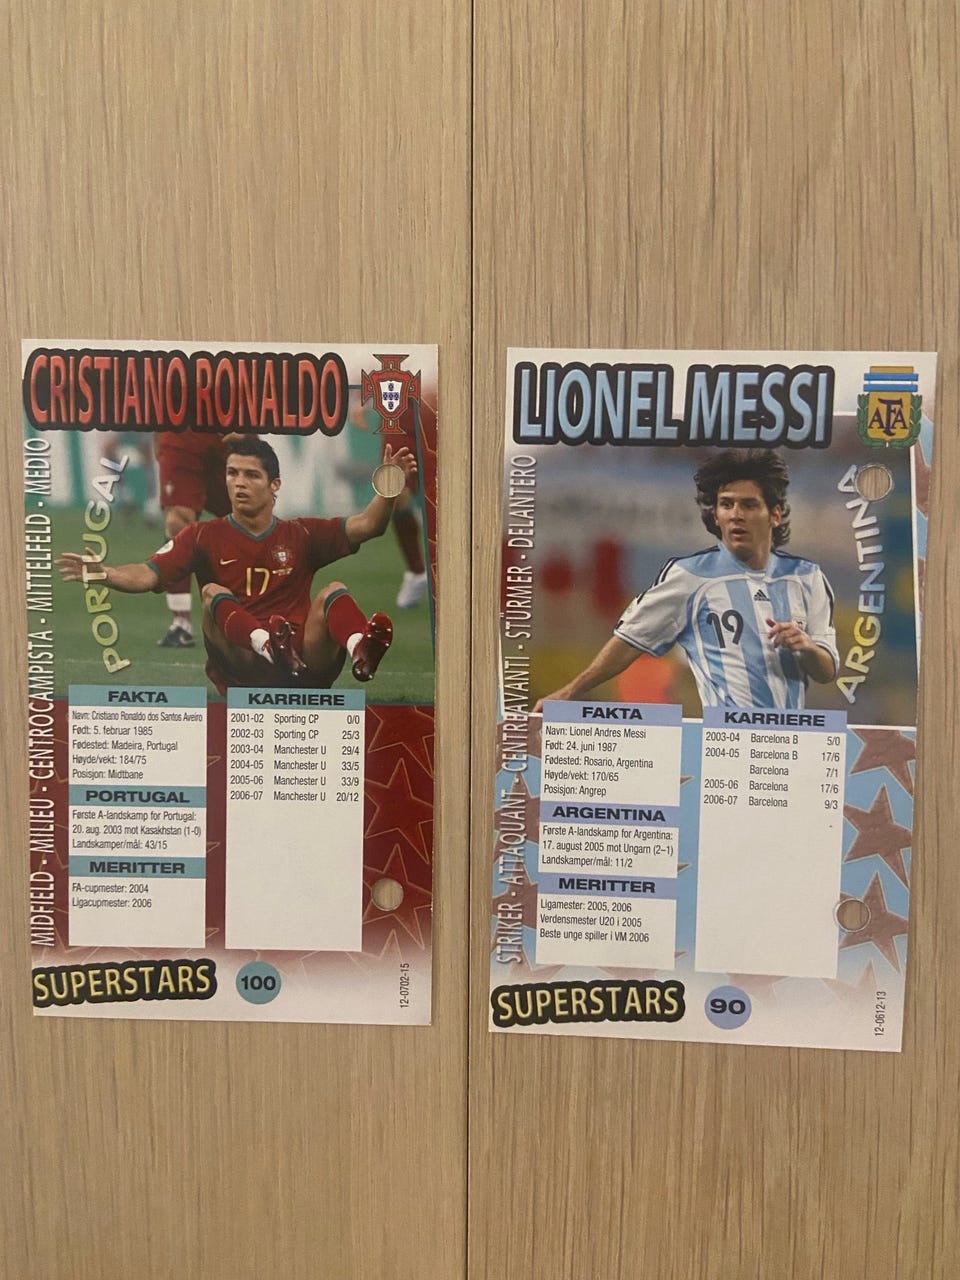 CRISTIANO RONALDO
PORTUGAL
MIDFIELD - MILIEU - CENTROCAMPISTA - MITTELFELD - MEDIO
17
FAKTA
Navn: Cristiano Ronaldo dos Santos Aveiro
Født: 5. februar 1985
Fødested: Madeira, Portugal
Høyde/vekt: 184/75
Posisjon: Midtbane
PORTUGAL
Første A-landskamp for Portugal:
20. aug. 2003 mot Kasakhstan (1-0)
Landskamper/mål: 43/15
MERITTER
FA-cupmester: 2004
Ligacupmester: 2006
KARRIERE
2001-02 Sporting CP 0/0
2002-03 Sporting CP 25/3
2003-04 Manchester U 29/4
2004-05 Manchester U 33/5
2005-06 Manchester U 33/9
2006-07 Manchester U 20/12
SUPERSTARS
100
12-0702-15
LIONEL MESSI
AFA
ARGENTINA
STRIKER - ATTAQUANT - CENTREAVANTI - STÜRMER - DELANTERO
19
FAKTA
Navn: Lionel Andres Messi
Født: 24. juni 1987
Fødested: Rosario, Argentina
Høyde/vekt: 170/65
Posisjon: Angrep
ARGENTINA
Første A-landskamp for Argentina:
17. august 2005 mot Ungarn (2–1)
Landskamper/mål: 11/2
MERITTER
Ligamester: 2005, 2006
Verdensmester U20 i 2005
Beste unge spiller i VM 2006
KARRIERE
2003-04 Barcelona B 5/0
2004-05 Barcelona B 17/6
Barcelona 7/1
2005-06 Barcelona 17/6
2006-07 Barcelona 9/3
SUPERSTARS
90
12-0612-13